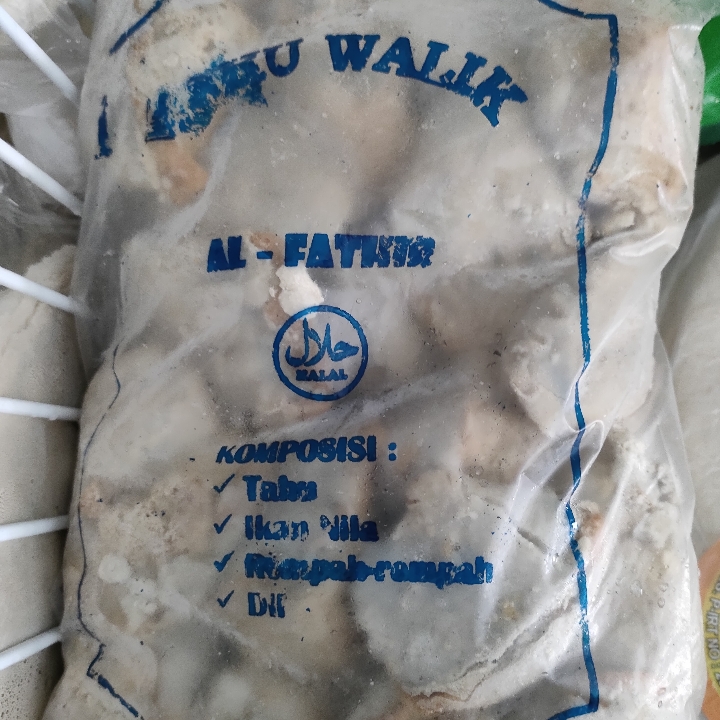 WALIK
AL - FATHIR
حلال
HALAL
KOMPOSISI :
✓ Tahu
✓ Ikan Nila
✓ Rempah-rempah
✓ Dll